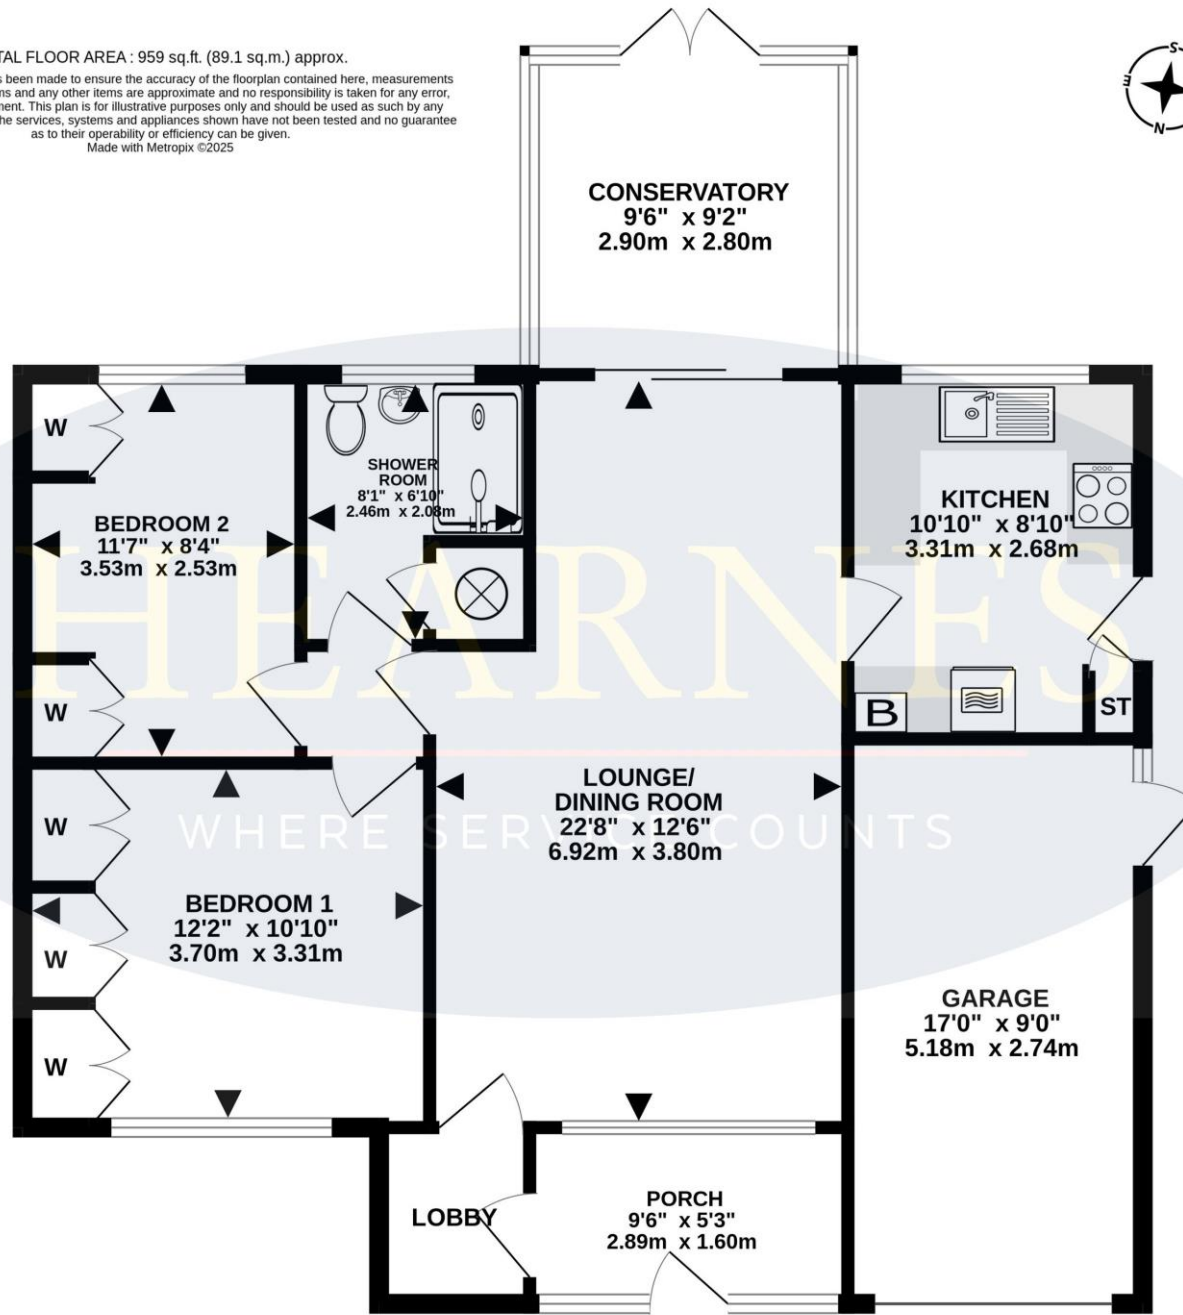 TAL FLOOR AREA : 959 sq.ft. (89.1 sq.m.) approx.
s been made to ensure the accuracy of the floorplan contained here, measurements
ms and any other items are approximate and no responsibility is taken for any error,
ment. This plan is for illustrative purposes only and should be used as such by any
he services, systems and appliances shown have not been tested and no guarantee
as to their operability or efficiency can be given.
Made with Metropix ©2025
S
E
N
CONSERVATORY
9'6" x 9'2"
2.90m x 2.80m
W
BEDROOM 2
11'7" x 8'4"
3.53m x 2.53m
W
SHOWER
ROOM
8'1" x 6'10"
2.46m x 2.08m
KITCHEN
10'10" x 8'10"
3.31m x 2.68m
B
ST
HEARNES
WHERE SERVICE COUNTS
LOUNGE/
DINING ROOM
22'8" x 12'6"
6.92m x 3.80m
W
W
W
BEDROOM 1
12'2" x 10'10"
3.70m x 3.31m
GARAGE
17'0" x 9'0"
5.18m x 2.74m
LOBBY
PORCH
9'6" x 5'3"
2.89m x 1.60m